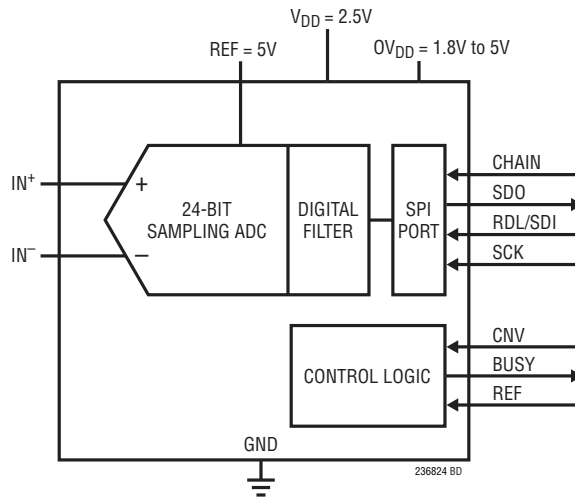 V_DD = 2.5V
REF = 5V
OV_DD = 1.8V to 5V
IN⁺
+
IN⁻
−
24-BIT
SAMPLING ADC
DIGITAL
FILTER
SPI
PORT
CHAIN
SDO
RDL/SDI
SCK
CONTROL LOGIC
CNV
BUSY
REF
GND
236824 BD